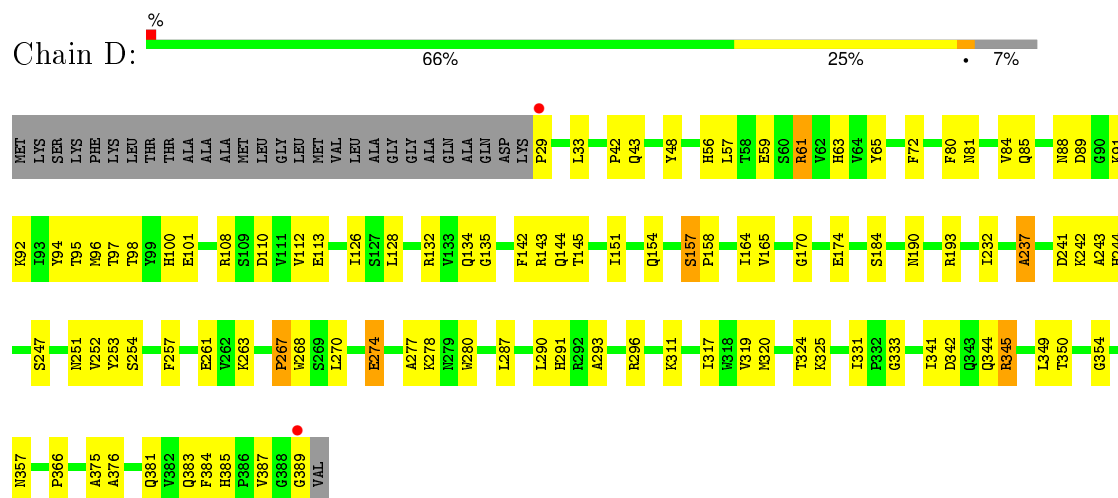 %
Chain D:
66% 25% • 7%
MET LYS SER LYS PHE LYS LEU THR THR ALA ALA ALA MET LEU GLY LEU MET VAL LEU ALA GLY GLY ALA GLN ALA GLN ASP LYS P29 L33 P42 Q43 Y48 H56 L57 T58 E59 S60 R61 V62 H63 V64 Y65 F72 F80 N81 V84 Q85 N88 D89 G90 K91
K92 I93 Y94 T95 M96 T97 T98 Y99 H100 E101 R108 S109 D110 V111 V112 E113 I126 S127 L128 R132 V133 Q134 G135 F142 R143 Q144 T145 I151 Q154 S157 P158 I164 V165 G170 E174 S184 N190 R193 I232 A237 D241 K242 A243 H244
S247 N251 V252 Y253 S254 F257 E261 V262 K263 P267 W268 S269 L270 E274 A277 K278 N279 W280 L287 L290 H291 R292 A293 R296 K311 I317 W318 V319 M320 T324 K325 I331 P332 G333 I341 D342 Q343 Q344 R345 L349 T350 G354
N357 P366 A375 A376 Q381 V382 Q383 F384 H385 P386 V387 G388 G389 VAL